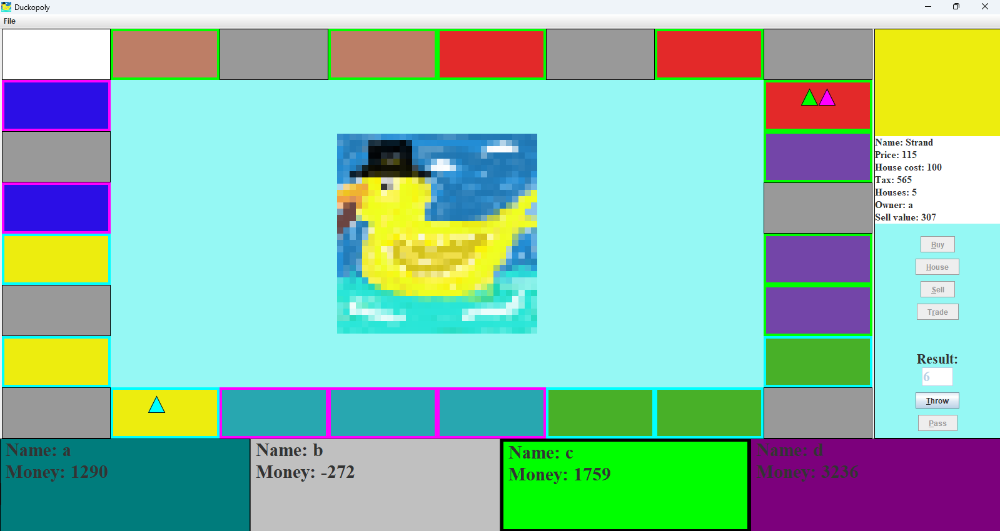 Duckopoly
File
Name: Strand
Price: 115
House cost: 100
Tax: 565
Houses: 5
Owner: a
Sell value: 307
Buy
House
Sell
Trade
Result:
6
Throw
Pass
Name: a
Money: 1290
Name: b
Money: -272
Name: c
Money: 1759
Name: d
Money: 3236